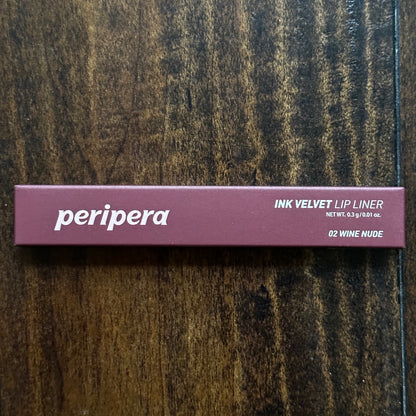 peripera
INK VELVET LIP LINER
NET WT. 0.3 g / 0.01 oz.
02 WINE NUDE